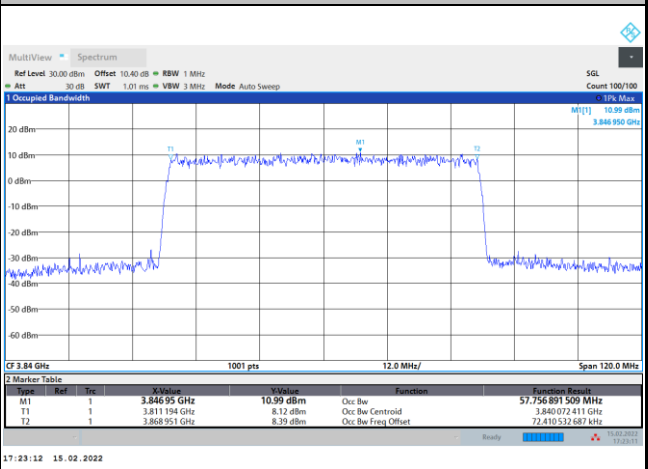 MultiView Spectrum
Ref Level 30.00 dBm Offset 10.40 dB RBW 1 MHz SGL
Att 30 dB SWT 1.01 ms VBW 3 MHz Mode Auto Sweep Count 100/100
1 Occupied Bandwidth 1Pk Max
M1[1] 10.99 dBm
3.846 950 GHz
20 dBm
M1
T1 T2
10 dBm
0 dBm
-10 dBm
-20 dBm
-30 dBm
-40 dBm
-50 dBm
-60 dBm
CF 3.84 GHz 1001 pts 12.0 MHz/ Span 120.0 MHz
2 Marker Table
Type Ref Trc X-Value Y-Value Function Function Result
M1 1 3.846 95 GHz 10.99 dBm Occ Bw 57.756 891 509 MHz
T1 1 3.811 194 GHz 8.12 dBm Occ Bw Centroid 3.840 072 411 GHz
T2 1 3.868 951 GHz 8.39 dBm Occ Bw Freq Offset 72.410 532 687 kHz
Ready 15.02.2022
17:23:11
17:23:12 15.02.2022